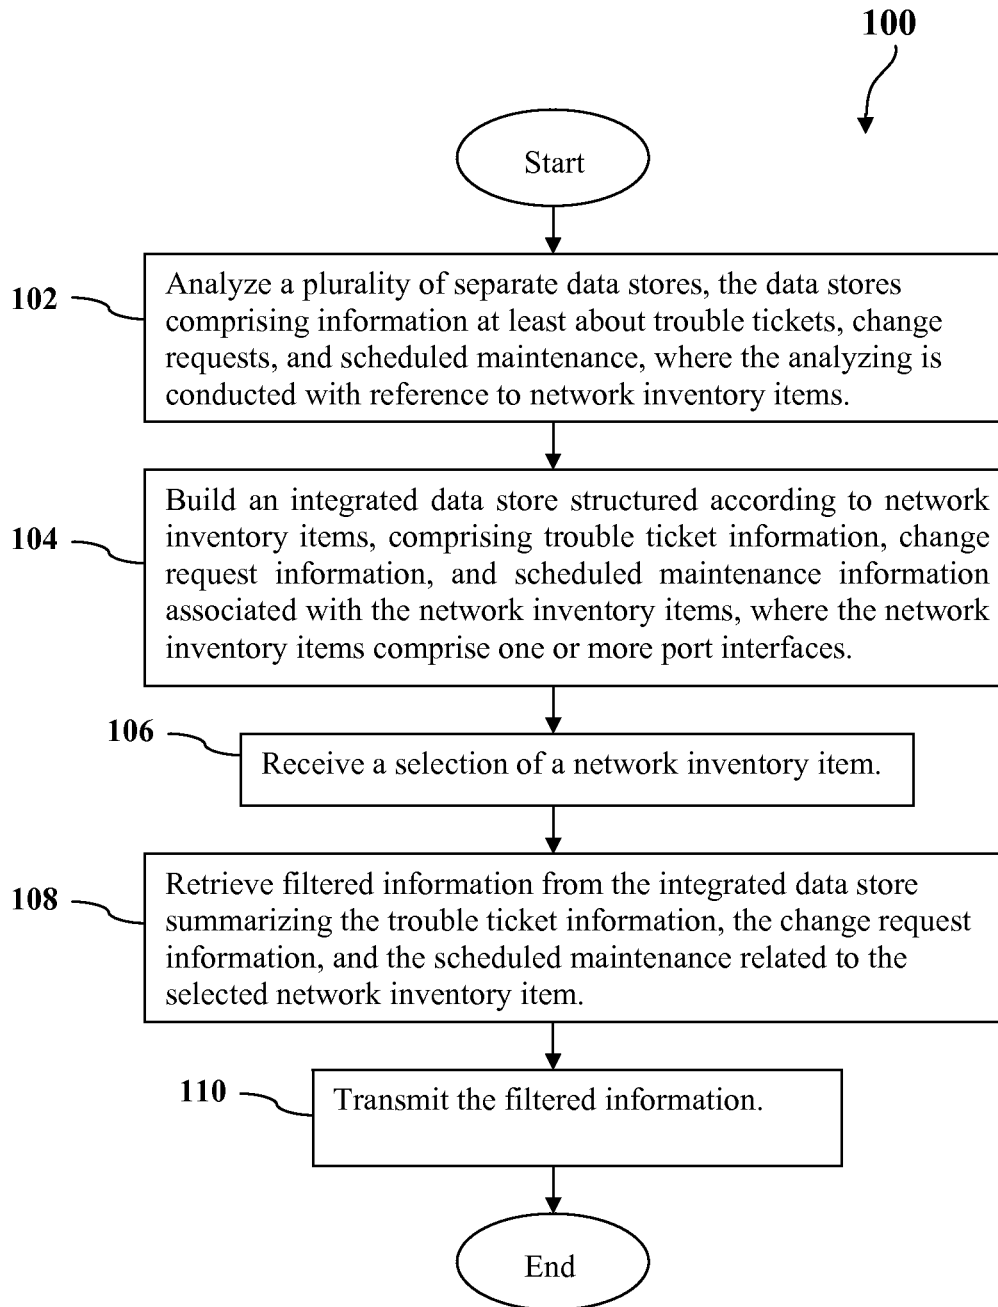 100
Start
102
Analyze a plurality of separate data stores, the data stores
comprising information at least about trouble tickets, change
requests, and scheduled maintenance, where the analyzing is
conducted with reference to network inventory items.
104
Build an integrated data store structured according to network
inventory items, comprising trouble ticket information, change
request information, and scheduled maintenance information
associated with the network inventory items, where the network
inventory items comprise one or more port interfaces.
106
Receive a selection of a network inventory item.
108
Retrieve filtered information from the integrated data store
summarizing the trouble ticket information, the change request
information, and the scheduled maintenance related to the
selected network inventory item.
110
Transmit the filtered information.
End